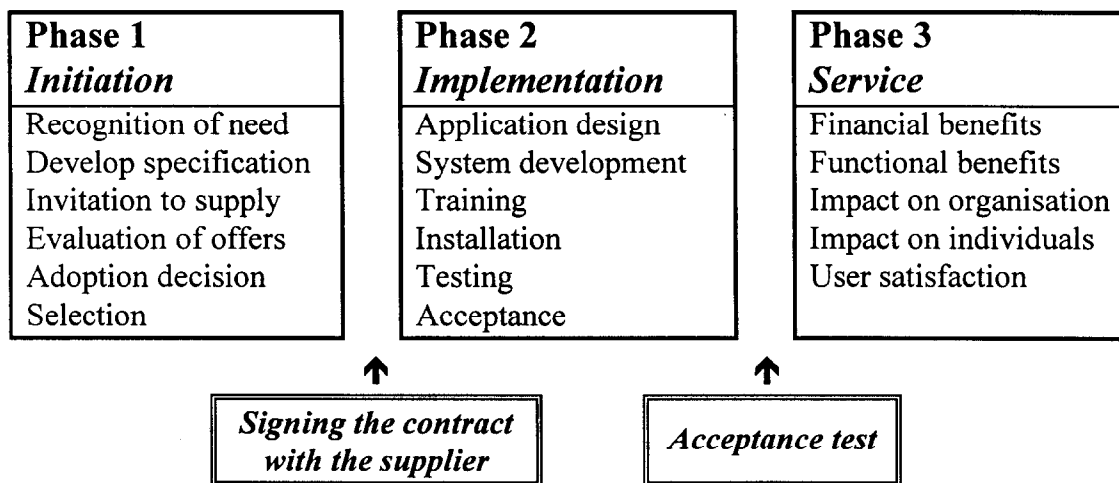 Phase 1
Initiation
Recognition of need
Develop specification
Invitation to supply
Evaluation of offers
Adoption decision
Selection
Phase 2
Implementation
Application design
System development
Training
Installation
Testing
Acceptance
Phase 3
Service
Financial benefits
Functional benefits
Impact on organisation
Impact on individuals
User satisfaction
Signing the contract
with the supplier
Acceptance test